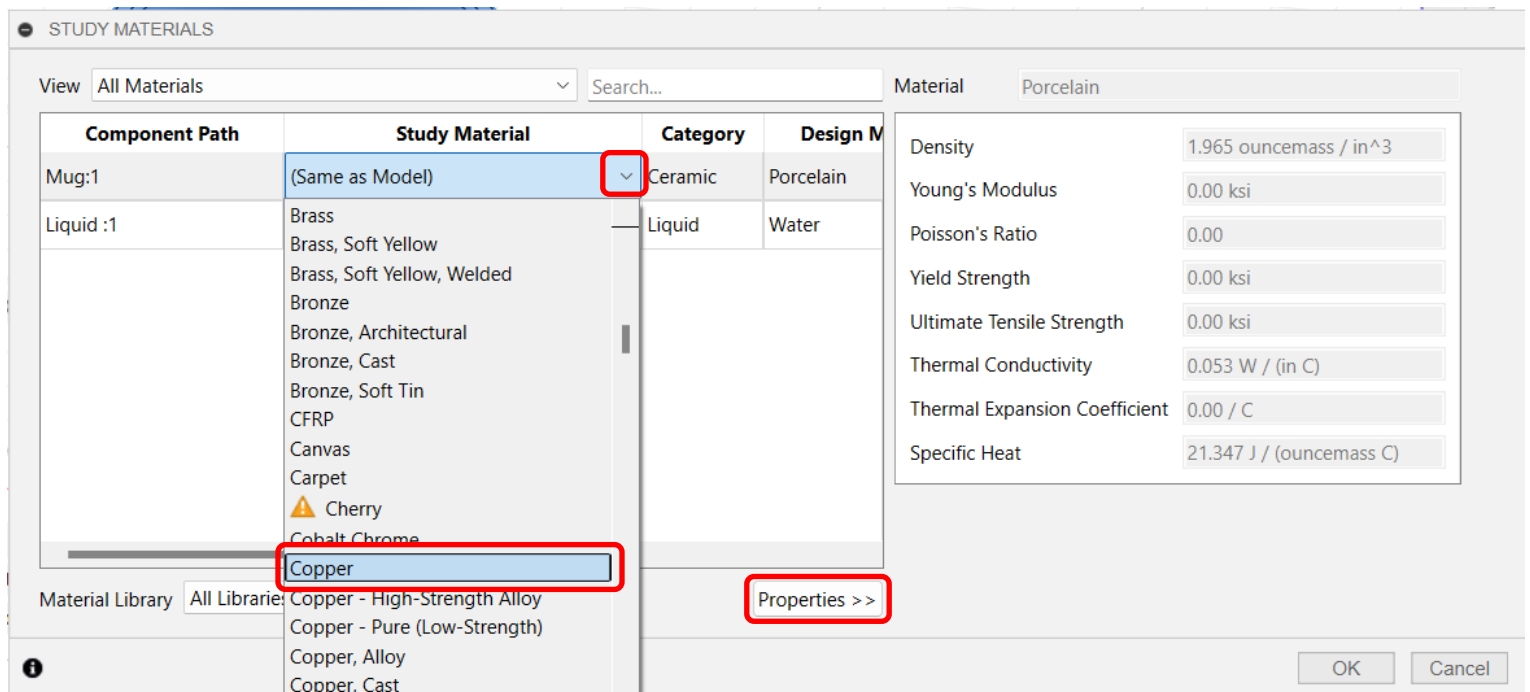 STUDY MATERIALS
View All Materials Search... Material Porcelain
Component Path Study Material Category Design M
Mug:1 (Same as Model) Ceramic Porcelain
Liquid :1 Liquid Water
Brass
Brass, Soft Yellow
Brass, Soft Yellow, Welded
Bronze
Bronze, Architectural
Bronze, Cast
Bronze, Soft Tin
CFRP
Canvas
Carpet
Cherry
Cobalt Chrome
Copper
Copper - High-Strength Alloy
Copper - Pure (Low-Strength)
Copper, Alloy
Copper, Cast
Density 1.965 ouncemass / in^3
Young's Modulus 0.00 ksi
Poisson's Ratio 0.00
Yield Strength 0.00 ksi
Ultimate Tensile Strength 0.00 ksi
Thermal Conductivity 0.053 W / (in C)
Thermal Expansion Coefficient 0.00 / C
Specific Heat 21.347 J / (ouncemass C)
Material Library All Libraries Properties >>
OK Cancel